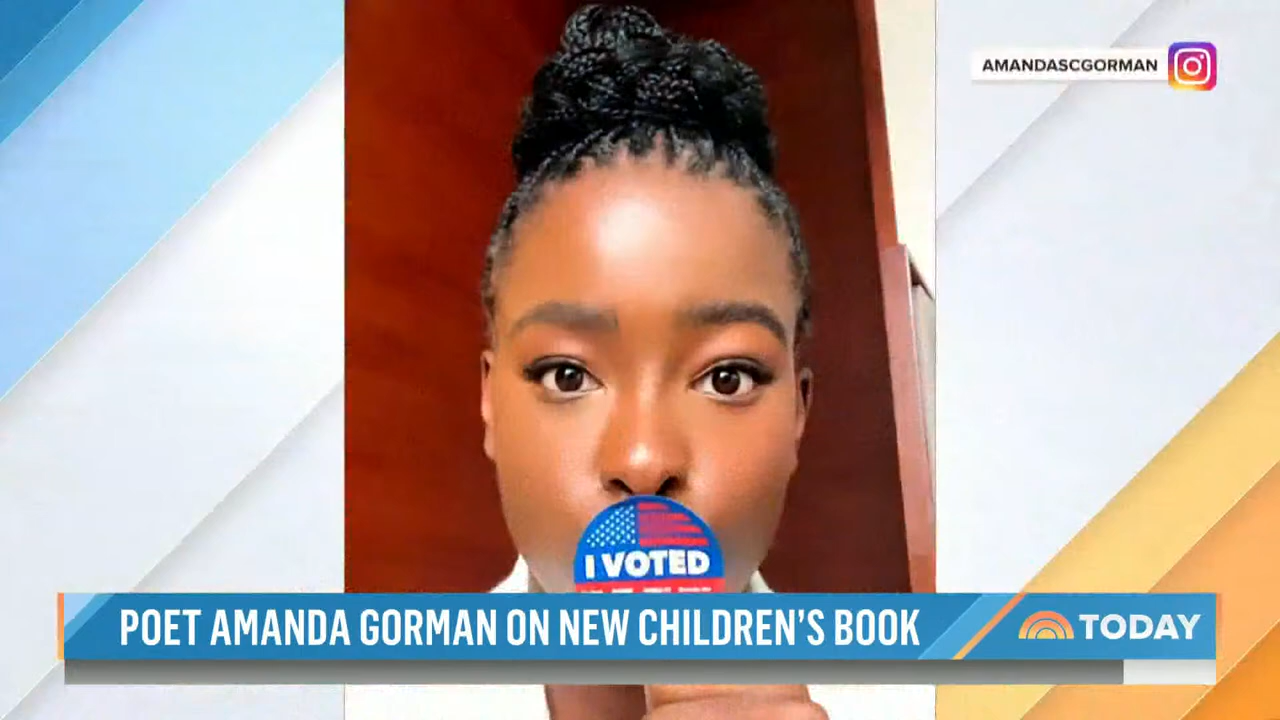 AMANDASCGORMAN
I VOTED
POET AMANDA GORMAN ON NEW CHILDREN'S BOOK
TODAY